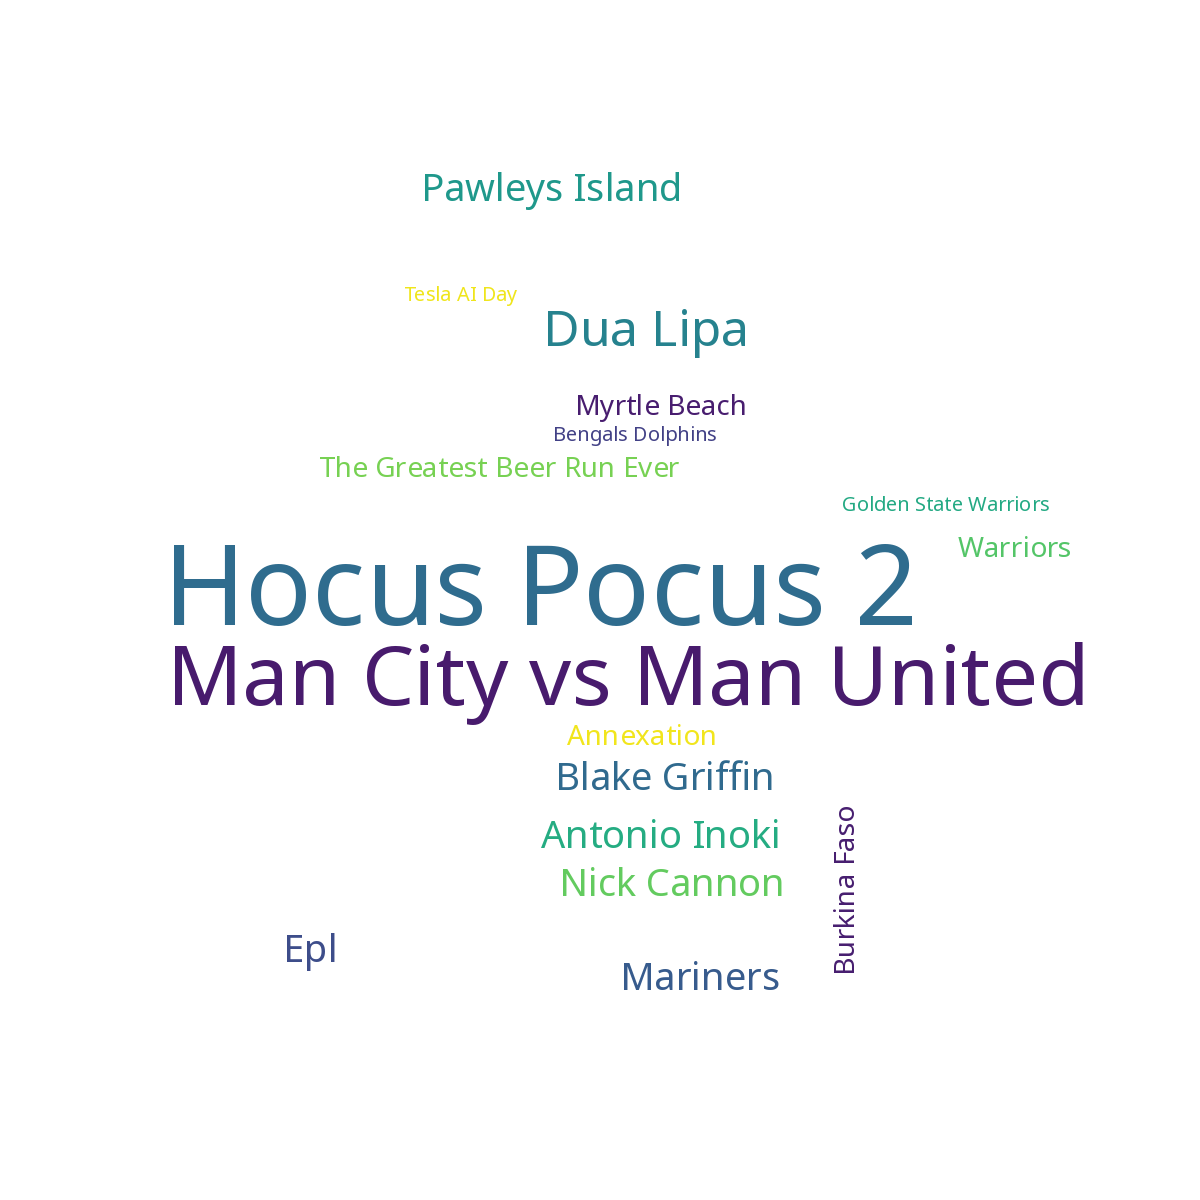 Pawleys Island
Tesla AI Day
Dua Lipa
Myrtle Beach
Bengals Dolphins
The Greatest Beer Run Ever
Golden State Warriors
Warriors
Hocus Pocus 2
Man City vs Man United
Annexation
Blake Griffin
Antonio Inoki
Nick Cannon
Burkina Faso
Epl
Mariners